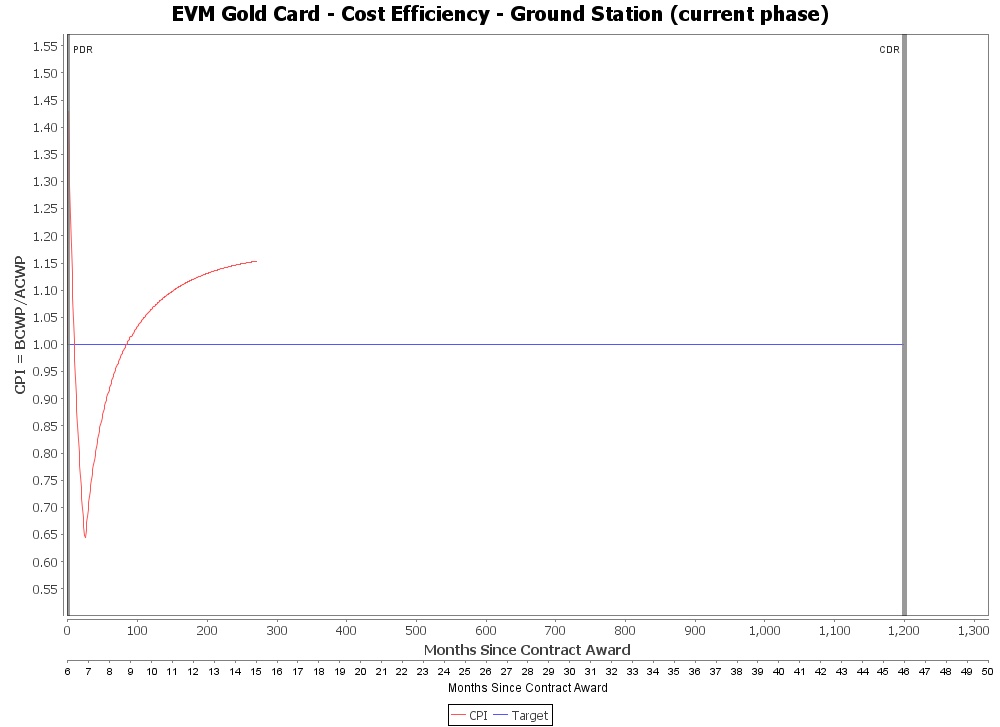 EVM Gold Card - Cost Efficiency - Ground Station (current phase)
PDR CDR
CPI = BCWP/ACWP
1.55
1.50
1.45
1.40
1.35
1.30
1.25
1.20
1.15
1.10
1.05
1.00
0.95
0.90
0.85
0.80
0.75
0.70
0.65
0.60
0.55
0 100 200 300 400 500 600 700 800 900 1,000 1,100 1,200 1,300
Months Since Contract Award
6 7 8 9 10 11 12 13 14 15 16 17 18 19 20 21 22 23 24 25 26 27 28 29 30 31 32 33 34 35 36 37 38 39 40 41 42 43 44 45 46 47 48 49 50
Months Since Contract Award
CPI Target